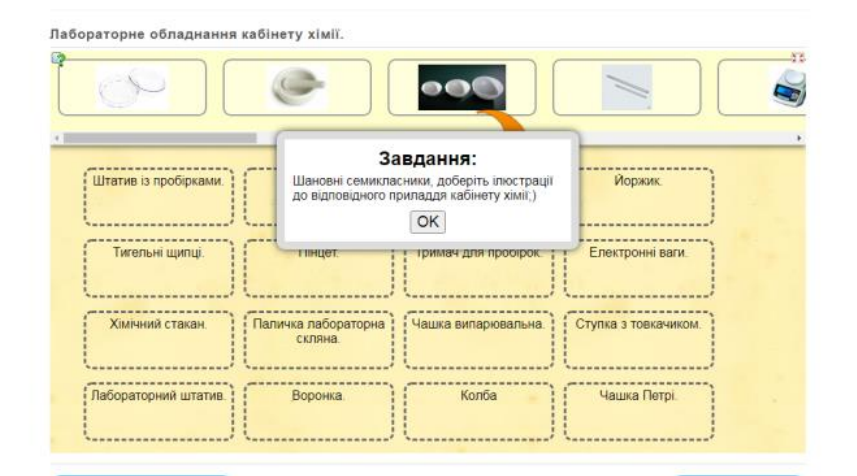 Лабораторне обладнання кабінету хімії.
Завдання:
Шановні семикласники, доберіть ілюстрації
до відповідного приладдя кабінету хімії;)
OK
Штатив із пробірками.
Йоржик.
Тигельні щипці.
Пінцет.
Тримач для пробірок.
Електронні ваги.
Хімічний стакан.
Паличка лабораторна
скляна.
Чашка випарювальна.
Ступка з товкачиком.
Лабораторний штатив.
Воронка.
Колба
Чашка Петрі.